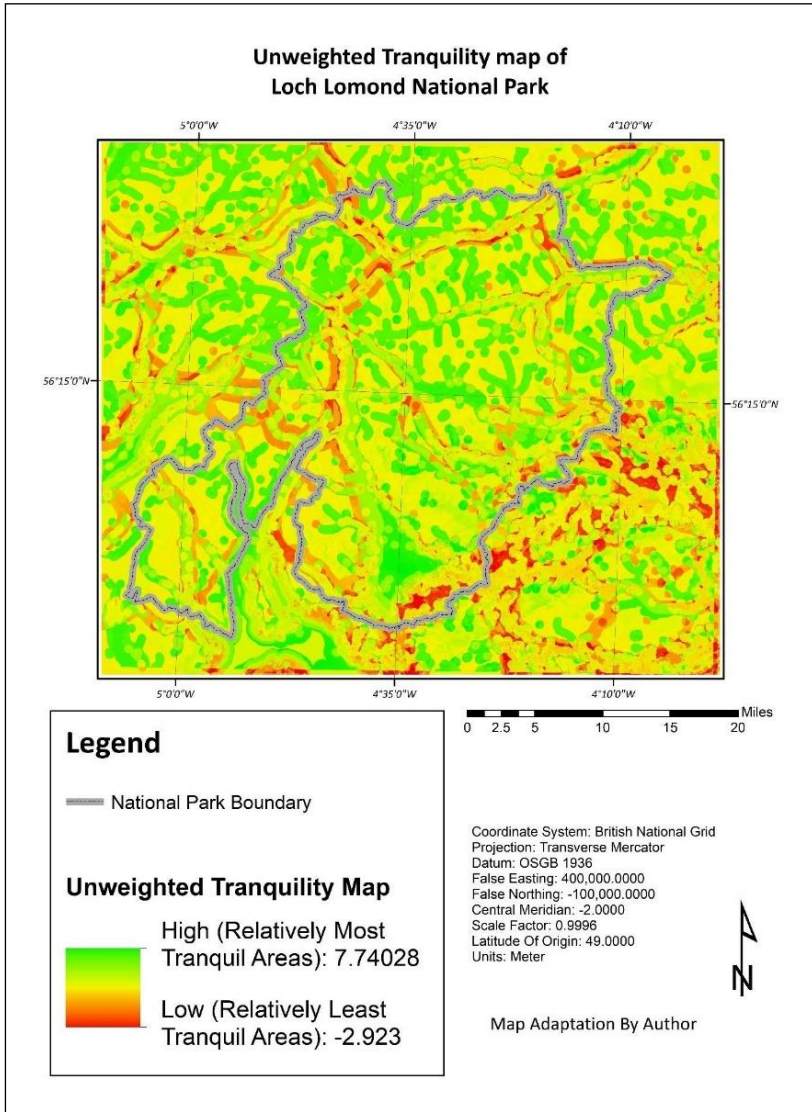 Unweighted Tranquility map of
Loch Lomond National Park
5°0'0"W
4°35'0"W
4°10'0"W
56°15'0"N
56°15'0"N
5°0'0"W
4°35'0"W
4°10'0"W
Miles
0 2.5 5 10 15 20
Legend
National Park Boundary
Unweighted Tranquility Map
High (Relatively Most
Tranquil Areas): 7.74028
Low (Relatively Least
Tranquil Areas): -2.923
Coordinate System: British National Grid
Projection: Transverse Mercator
Datum: OSGB 1936
False Easting: 400,000.0000
False Northing: -100,000.0000
Central Meridian: -2.0000
Scale Factor: 0.9996
Latitude Of Origin: 49.0000
Units: Meter
N
Map Adaptation By Author